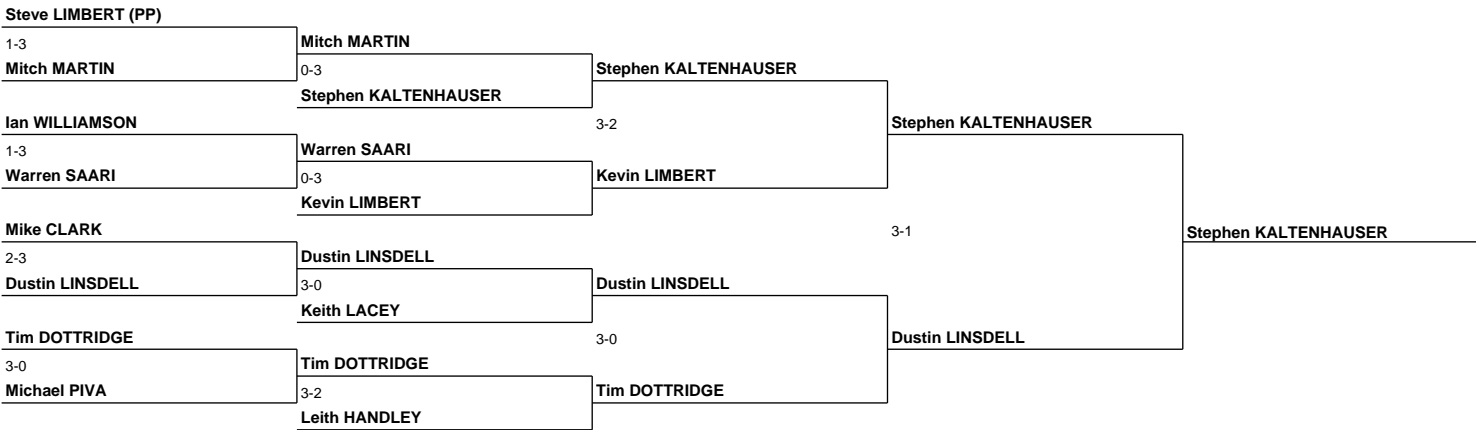 Steve LIMBERT (PP)
1-3
Mitch MARTIN
Ian WILLIAMSON
1-3
Warren SAARI
Mike CLARK
2-3
Dustin LINSDELL
Tim DOTTRIDGE
3-0
Michael PIVA
Mitch MARTIN
0-3
Stephen KALTENHAUSER
Warren SAARI
0-3
Kevin LIMBERT
Dustin LINSDELL
3-0
Keith LACEY
Tim DOTTRIDGE
3-2
Leith HANDLEY
Stephen KALTENHAUSER
3-2
Kevin LIMBERT
Dustin LINSDELL
3-0
Tim DOTTRIDGE
Stephen KALTENHAUSER
3-1
Dustin LINSDELL
Stephen KALTENHAUSER